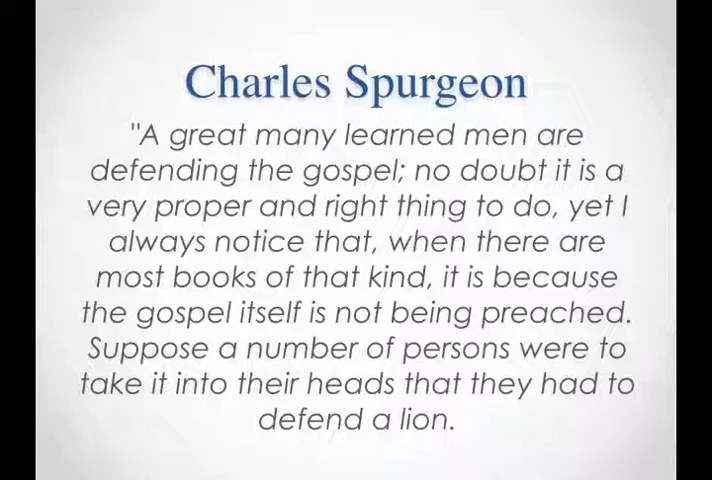 Charles Spurgeon
"A great many learned men are
defending the gospel; no doubt it is a
very proper and right thing to do, yet I
always notice that, when there are
most books of that kind, it is because
the gospel itself is not being preached.
Suppose a number of persons were to
take it into their heads that they had to
defend a lion.